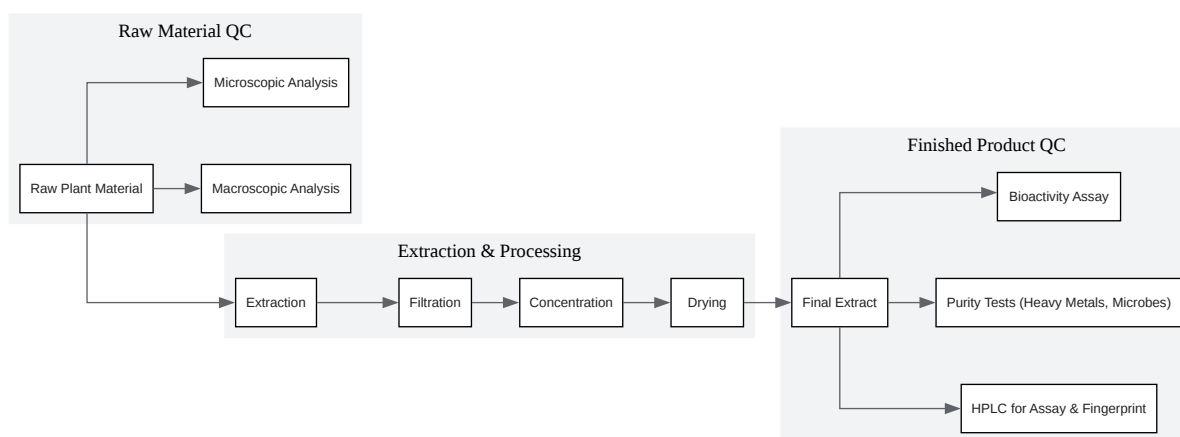 Raw Material QC
Microscopic Analysis
Raw Plant Material
Macroscopic Analysis
Extraction & Processing
Extraction
Filtration
Concentration
Drying
Finished Product QC
Bioactivity Assay
Final Extract
Purity Tests (Heavy Metals, Microbes)
HPLC for Assay & Fingerprint